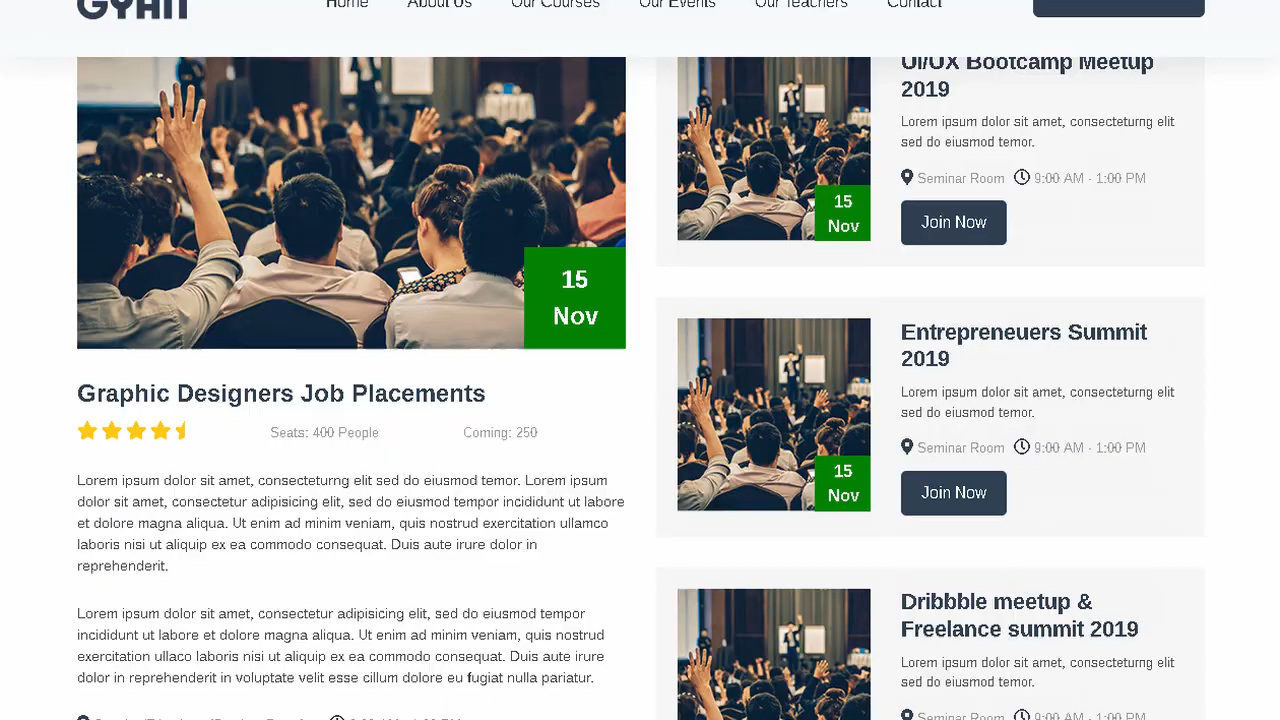 GYAN
Home About Us Our Courses Our Events Our Teachers Contact
15
Nov
Graphic Designers Job Placements
Seats: 400 People Coming: 250
Lorem ipsum dolor sit amet, consecteturng elit sed do eiusmod temor. Lorem ipsum
dolor sit amet, consectetur adipisicing elit, sed do eiusmod tempor incididunt ut labore
et dolore magna aliqua. Ut enim ad minim veniam, quis nostrud exercitation ullamco
laboris nisi ut aliquip ex ea commodo consequat. Duis aute irure dolor in
reprehenderit.
Lorem ipsum dolor sit amet, consectetur adipisicing elit, sed do eiusmod tempor
incididunt ut labore et dolore magna aliqua. Ut enim ad minim veniam, quis nostrud
exercitation ullaco laboris nisi ut aliquip ex ea commodo consequat. Duis aute irure
dolor in reprehenderit in voluptate velit esse cillum dolore eu fugiat nulla pariatur.
UI/UX Bootcamp Meetup
2019
Lorem ipsum dolor sit amet, consecteturng elit
sed do eiusmod temor.
Seminar Room 9:00 AM - 1:00 PM
15
Nov
Join Now
Entrepreneuers Summit
2019
Lorem ipsum dolor sit amet, consecteturng elit
sed do eiusmod temor.
Seminar Room 9:00 AM - 1:00 PM
15
Nov
Join Now
Dribbble meetup &
Freelance summit 2019
Lorem ipsum dolor sit amet, consecteturng elit
sed do eiusmod temor.
Seminar Room 9:00 AM - 1:00 PM